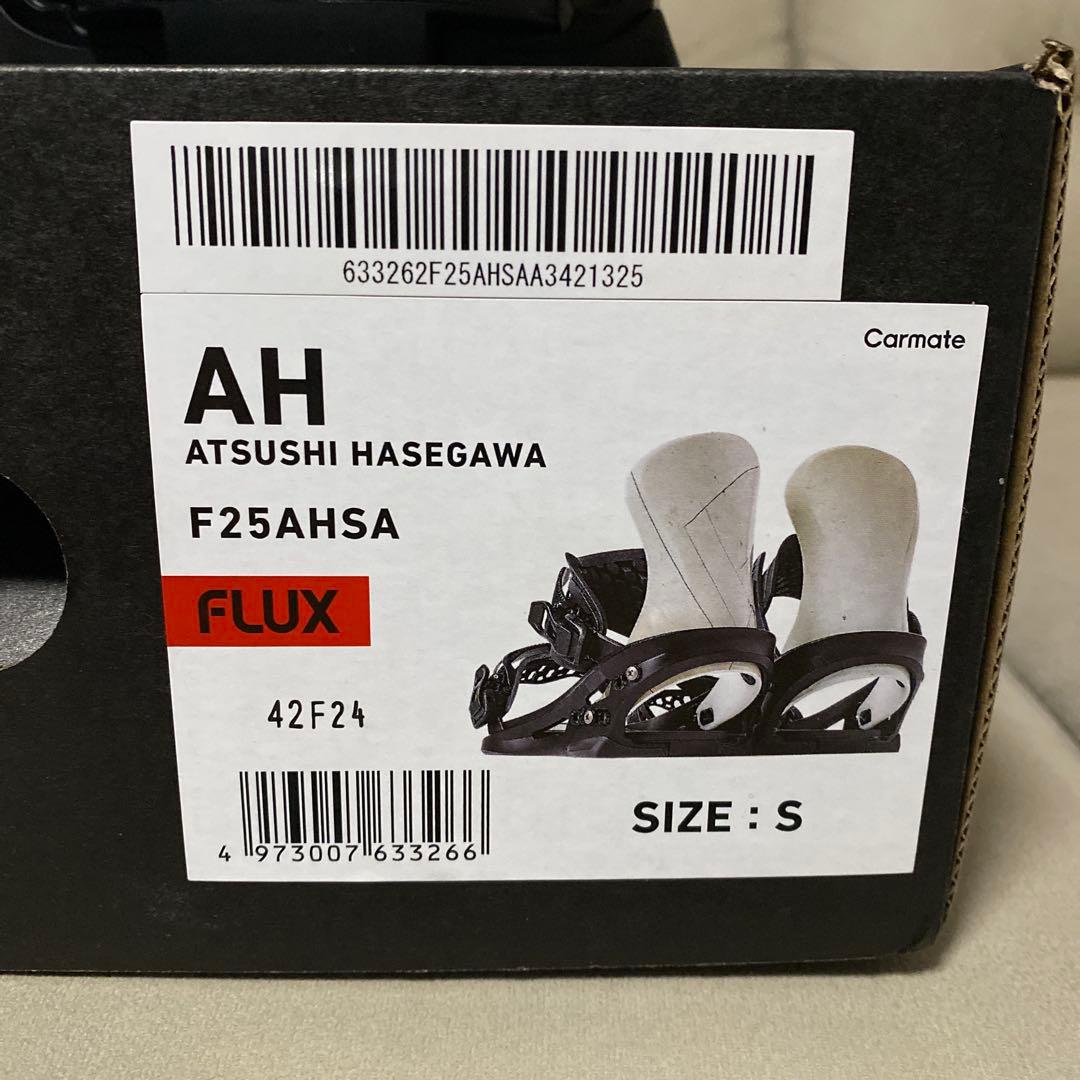 633262F25AHSAA3421325
Carmate
AH
ATSUSHI HASEGAWA
F25AHSA
FLUX
42F24
SIZE : S
4 973007 633266